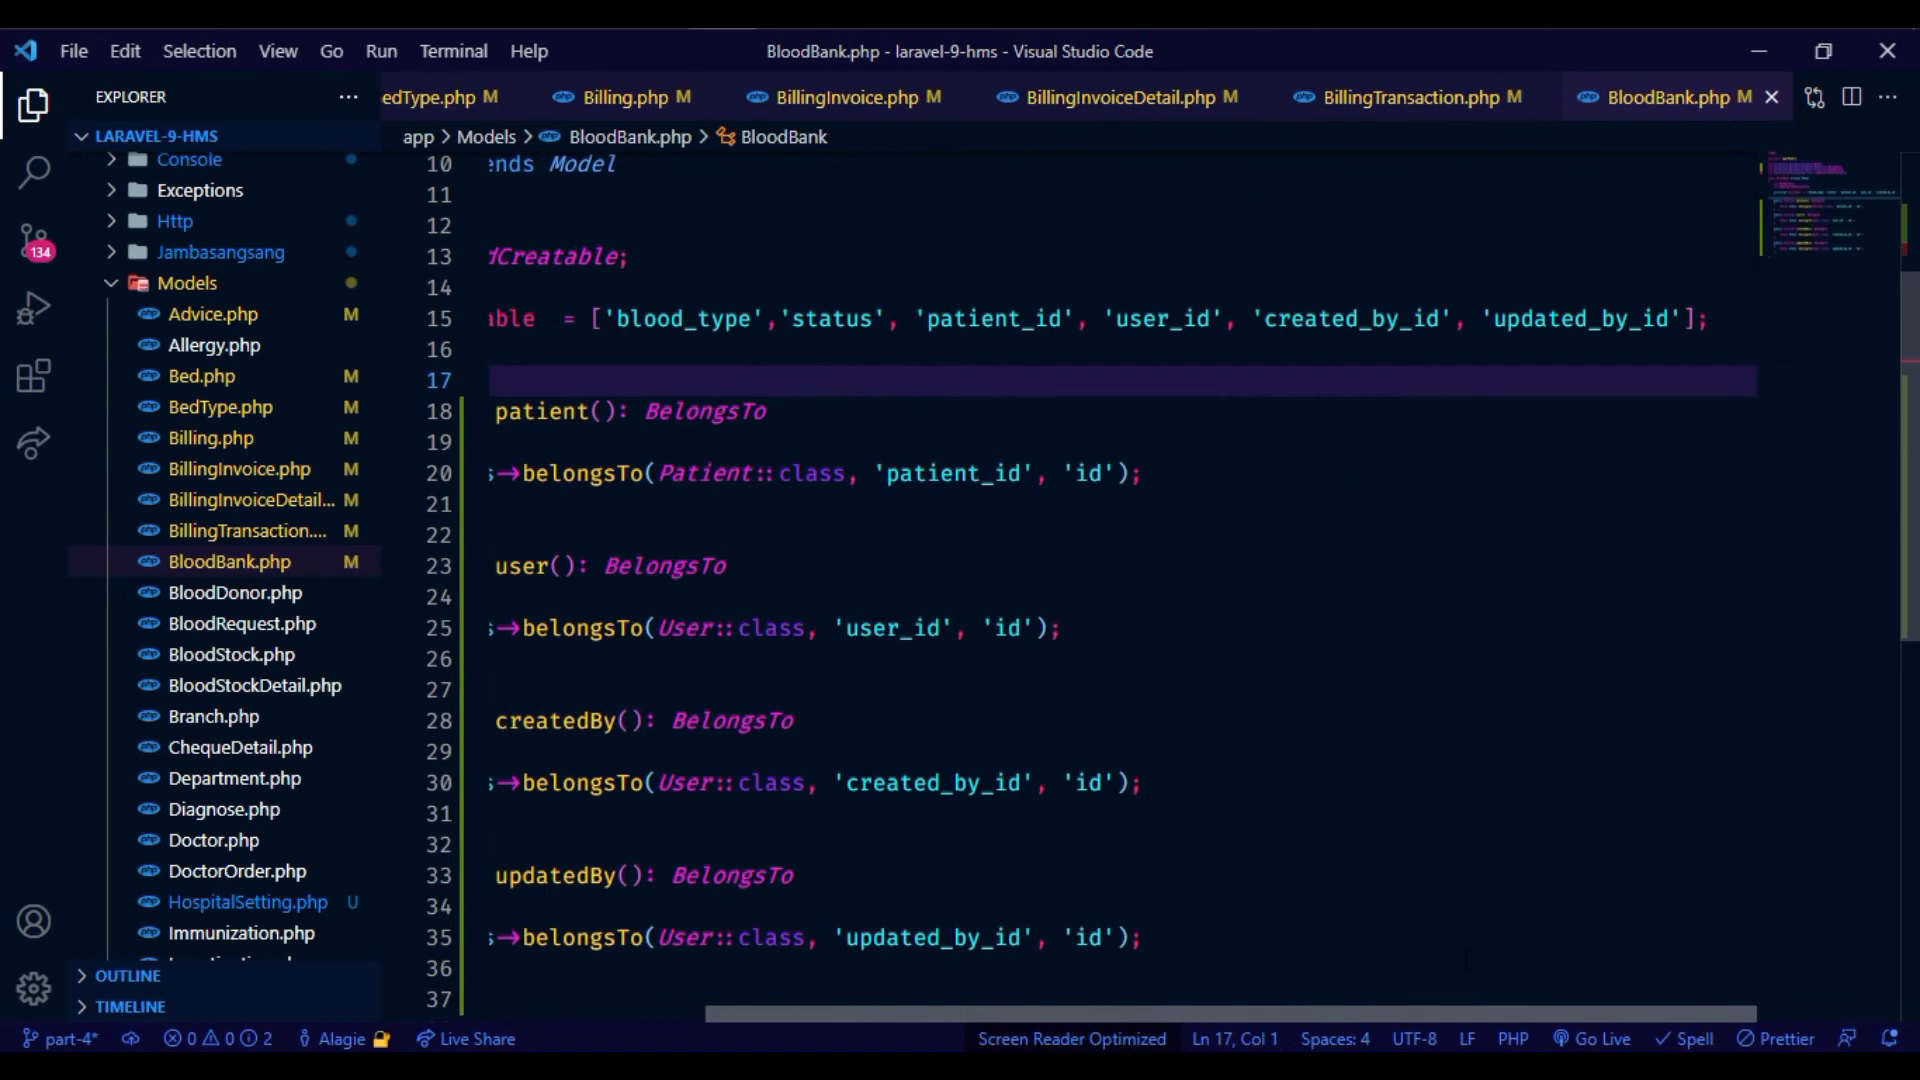 File Edit Selection View Go Run Terminal Help
BloodBank.php - laravel-9-hms - Visual Studio Code
EXPLORER
edType.php M Billing.php M BillingInvoice.php M BillingInvoiceDetail.php M BillingTransaction.php M BloodBank.php M
LARAVEL-9-HMS
app > Models > BloodBank.php > BloodBank
Console
Exceptions
Http
Jambasangsang
Models
Advice.php M
Allergy.php
Bed.php M
BedType.php M
Billing.php M
BillingInvoice.php M
BillingInvoiceDetail... M
BillingTransaction.... M
BloodBank.php M
BloodDonor.php
BloodRequest.php
BloodStock.php
BloodStockDetail.php
Branch.php
ChequeDetail.php
Department.php
Diagnose.php
Doctor.php
DoctorOrder.php
HospitalSetting.php U
Immunization.php
OUTLINE
TIMELINE
134
10 ends Model
11
12
13 dCreatable;
14
15 able = ['blood_type','status', 'patient_id', 'user_id', 'created_by_id', 'updated_by_id'];
16
17
18 patient(): BelongsTo
19
20 s->belongsTo(Patient::class, 'patient_id', 'id');
21
22
23 user(): BelongsTo
24
25 s->belongsTo(User::class, 'user_id', 'id');
26
27
28 createdBy(): BelongsTo
29
30 s->belongsTo(User::class, 'created_by_id', 'id');
31
32
33 updatedBy(): BelongsTo
34
35 s->belongsTo(User::class, 'updated_by_id', 'id');
36
37
part-4* 0 0 2 Alagie Live Share Screen Reader Optimized Ln 17, Col 1 Spaces: 4 UTF-8 LF PHP Go Live Spell Prettier